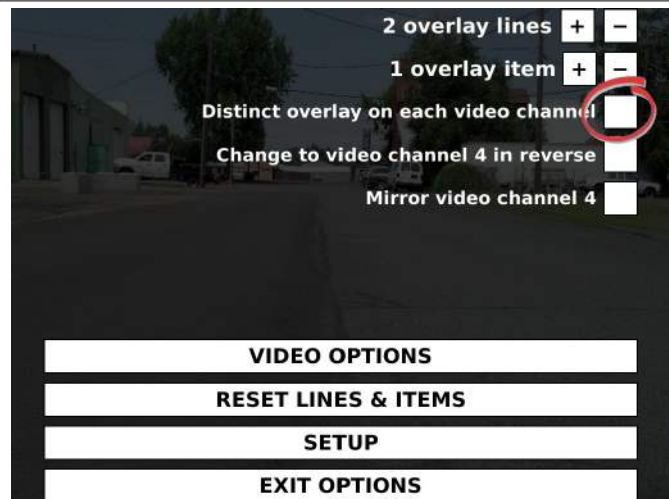 2 overlay lines + −
1 overlay item + −
Distinct overlay on each video channel
Change to video channel 4 in reverse
Mirror video channel 4
VIDEO OPTIONS
RESET LINES & ITEMS
SETUP
EXIT OPTIONS